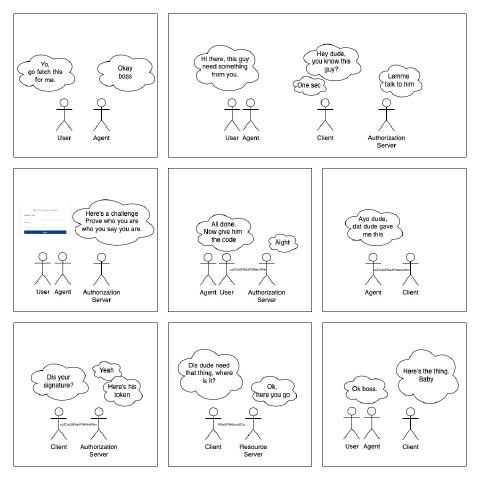 Yo,
go fetch this
for me.
Okay
boss
User
Agent
Hi there, this guy
need something
from you.
Hey dude,
you know this
guy?
One sec
Lemme
talk to him
User
Agent
Client
Authorization
Server
Here's a challenge
Prove who you are
who you say you are.
User
Agent
Authorization
Server
All done.
Now give him
the code
Aight
Agent
User
Authorization
Server
Ayo dude,
dat dude gave
me this
Agent
Client
Dis your
signature?
Yeah
Here's his
token
Client
Authorization
Server
Dis dude need
that thing, where
is it?
Ok,
here you go
Client
Resource
Server
Ok boss.
Here's the thing.
Baby
User
Agent
Client